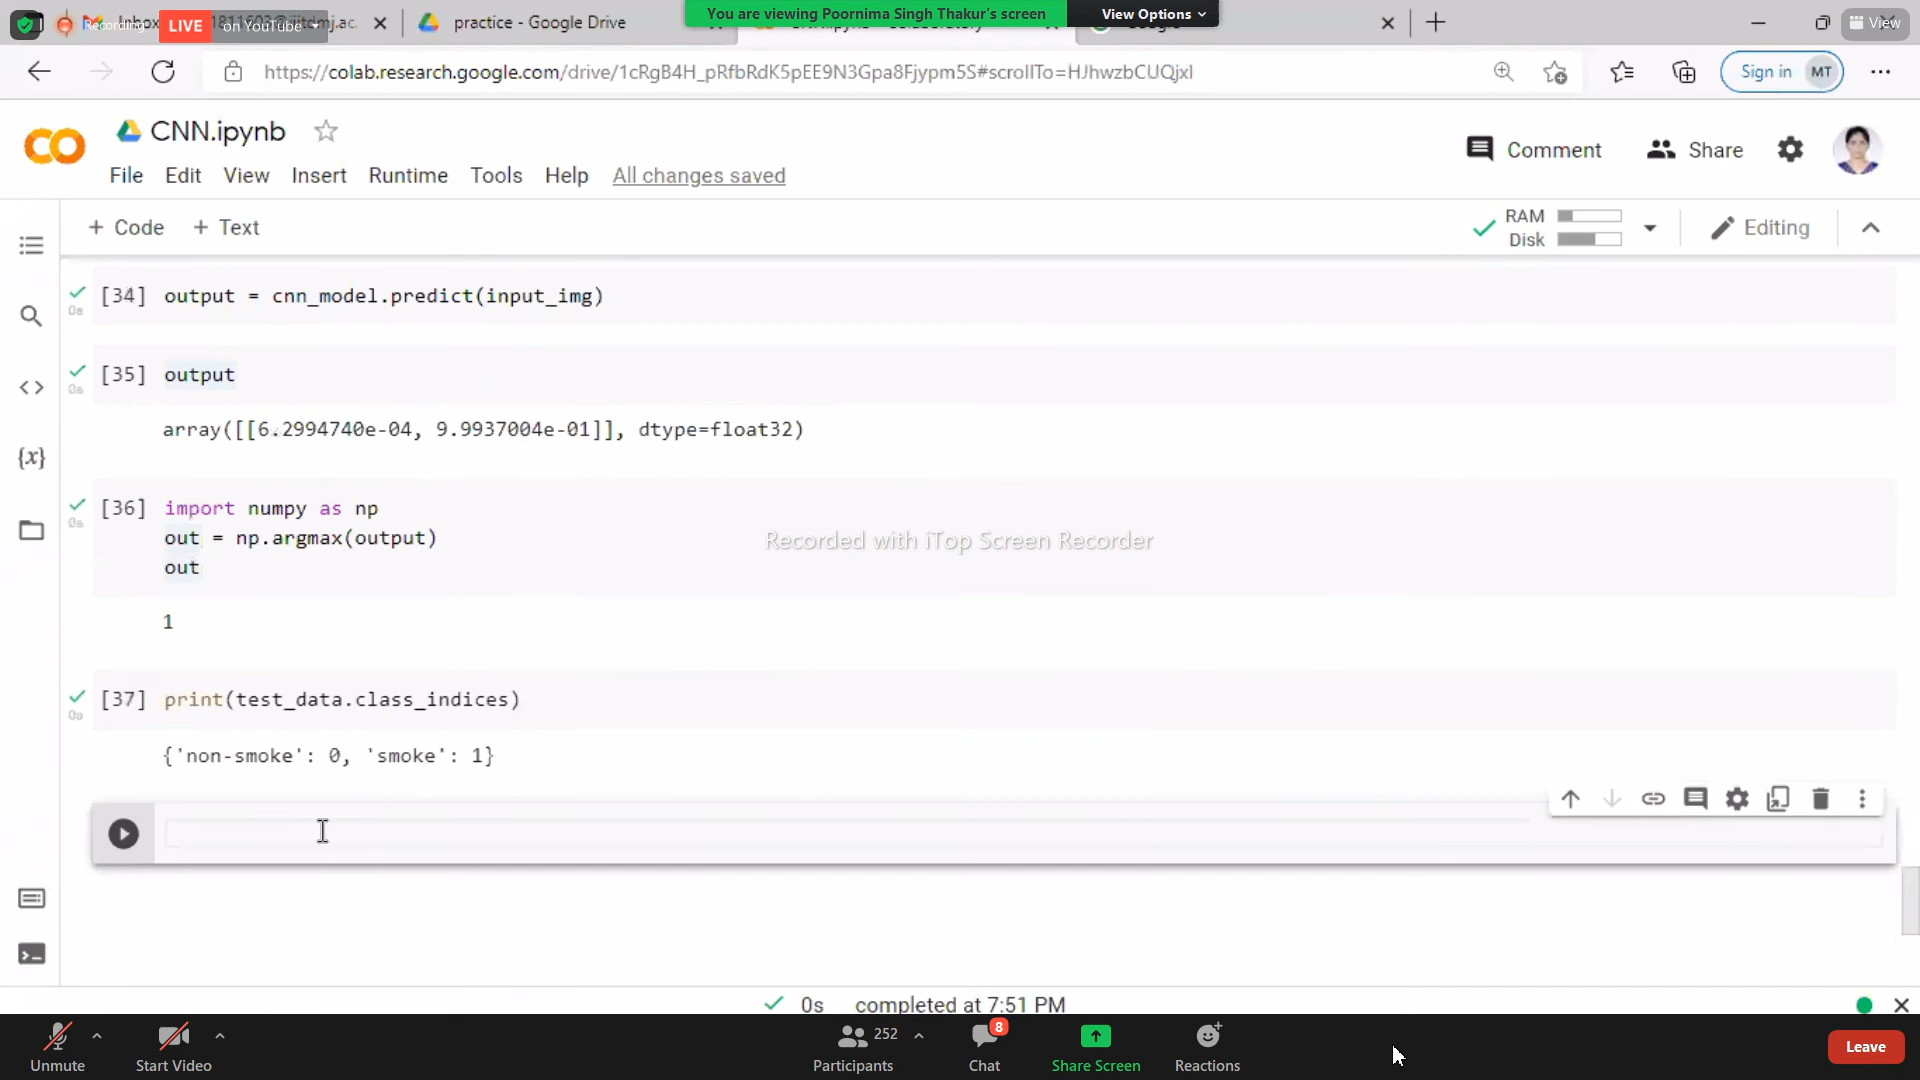 Recording
LIVE
on YouTube
practice - Google Drive
You are viewing Poornima Singh Thakur's screen
View Options
View
https://colab.research.google.com/drive/1cRgB4H_pRfbRdK5pEE9N3Gpa8Fjypm5S#scrollTo=HJhwzbCUQjxl
Sign in
MT
CNN.ipynb
Comment
Share
File Edit View Insert Runtime Tools Help All changes saved
+ Code + Text
RAM
Disk
Editing
[34] output = cnn_model.predict(input_img)
0s
[35] output
0s
array([[6.2994740e-04, 9.9937004e-01]], dtype=float32)
[36] import numpy as np
0s
out = np.argmax(output)
out
Recorded with iTop Screen Recorder
1
[37] print(test_data.class_indices)
0s
{'non-smoke': 0, 'smoke': 1}
0s completed at 7:51 PM
Unmute
Start Video
252
Participants
8
Chat
Share Screen
Reactions
Leave